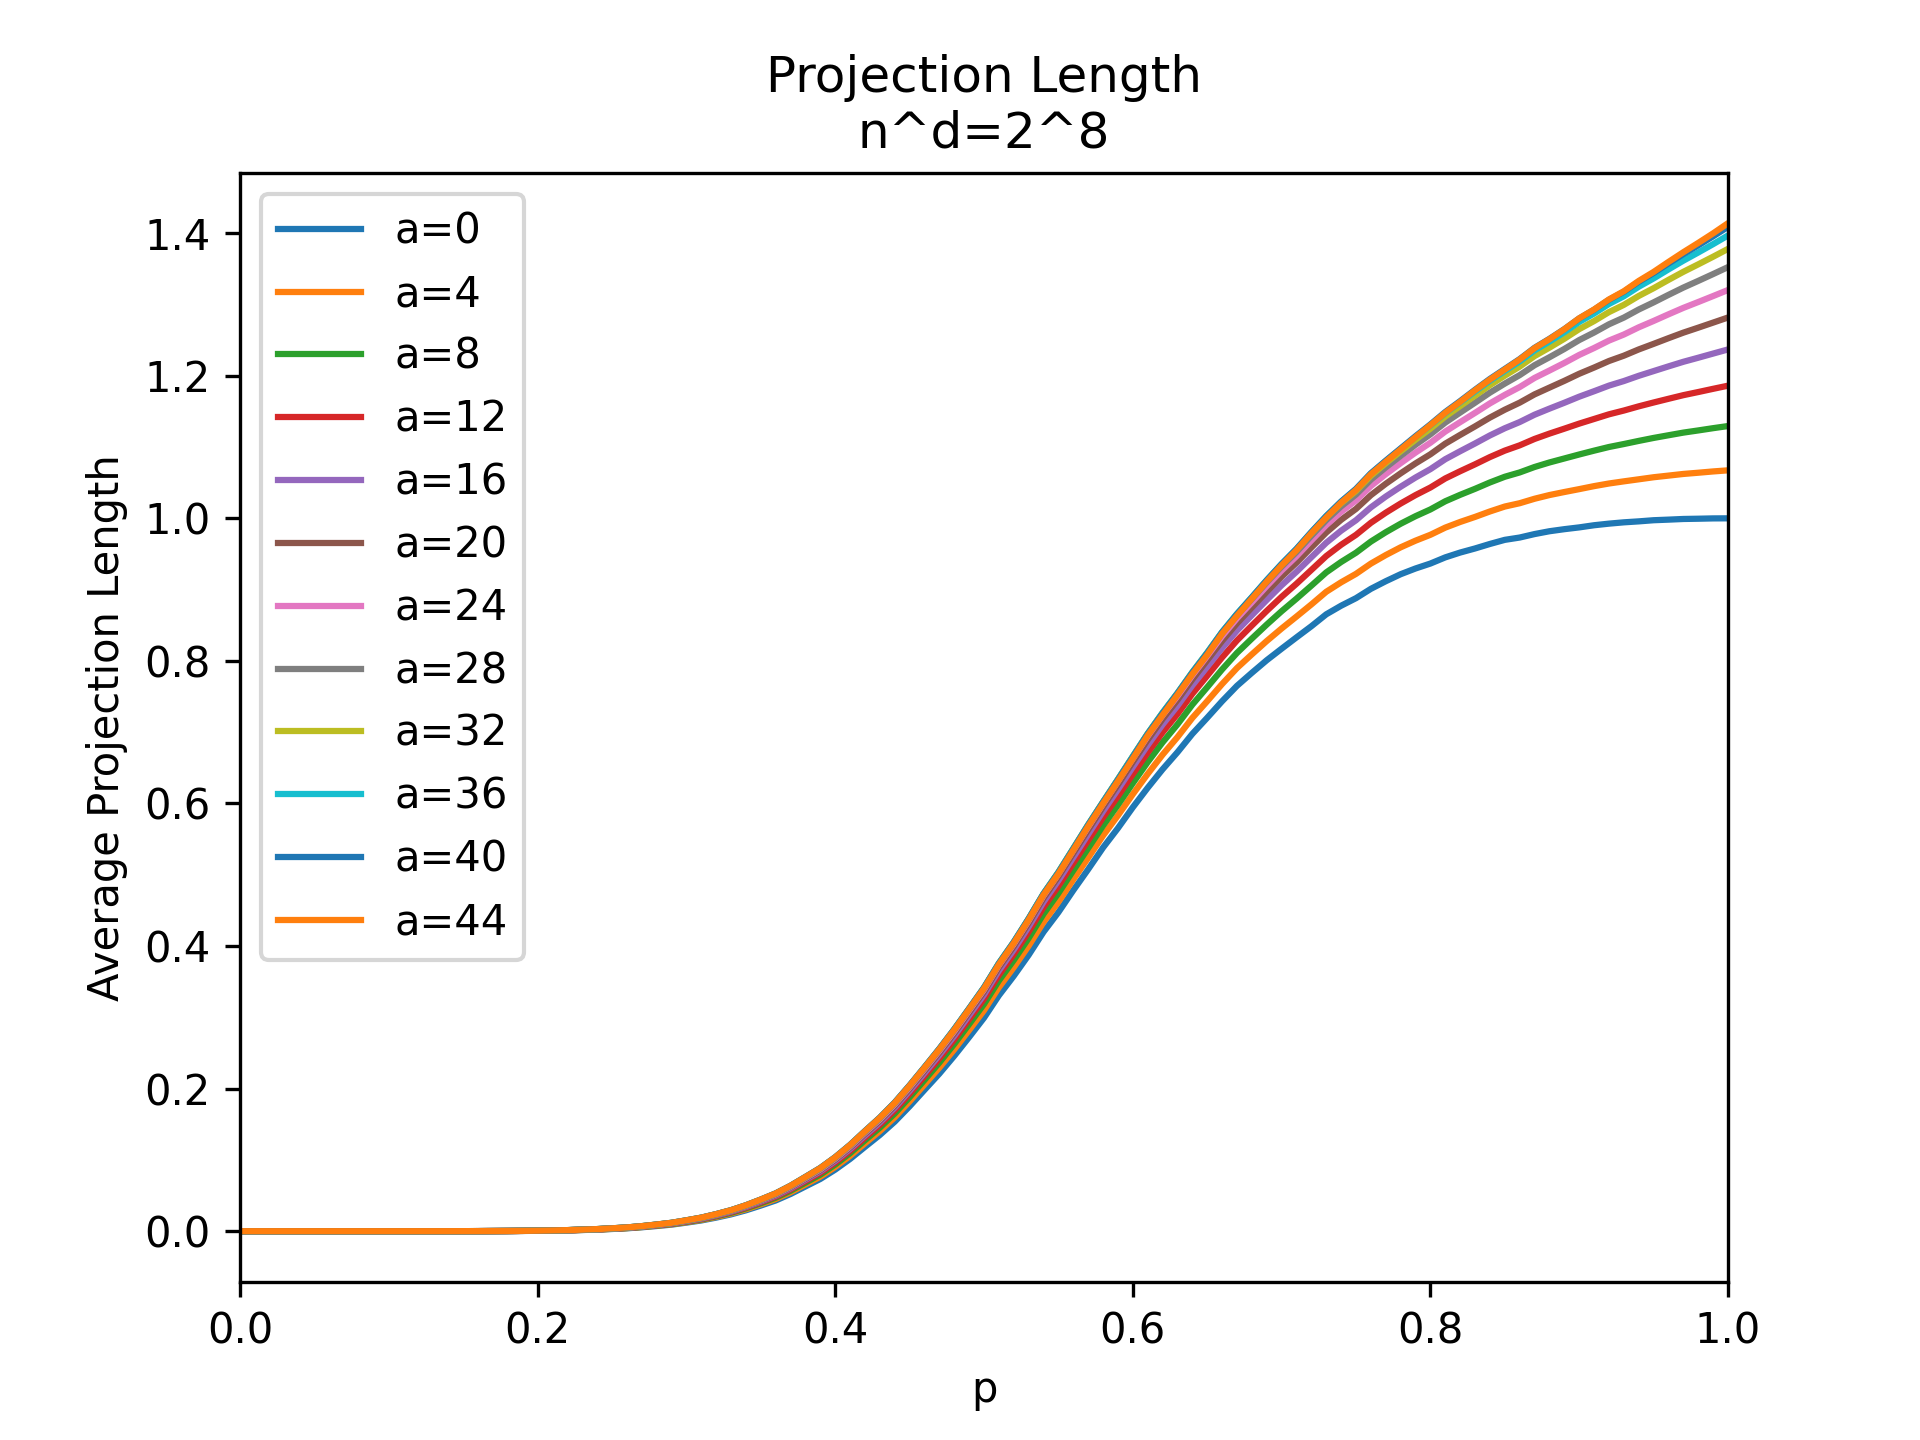 Projection Length
n^d=2^8
a=0
a=4
a=8
a=12
a=16
a=20
a=24
a=28
a=32
a=36
a=40
a=44
Average Projection Length
1.4
1.2
1.0
0.8
0.6
0.4
0.2
0.0
0.0 0.2 0.4 0.6 0.8 1.0
p